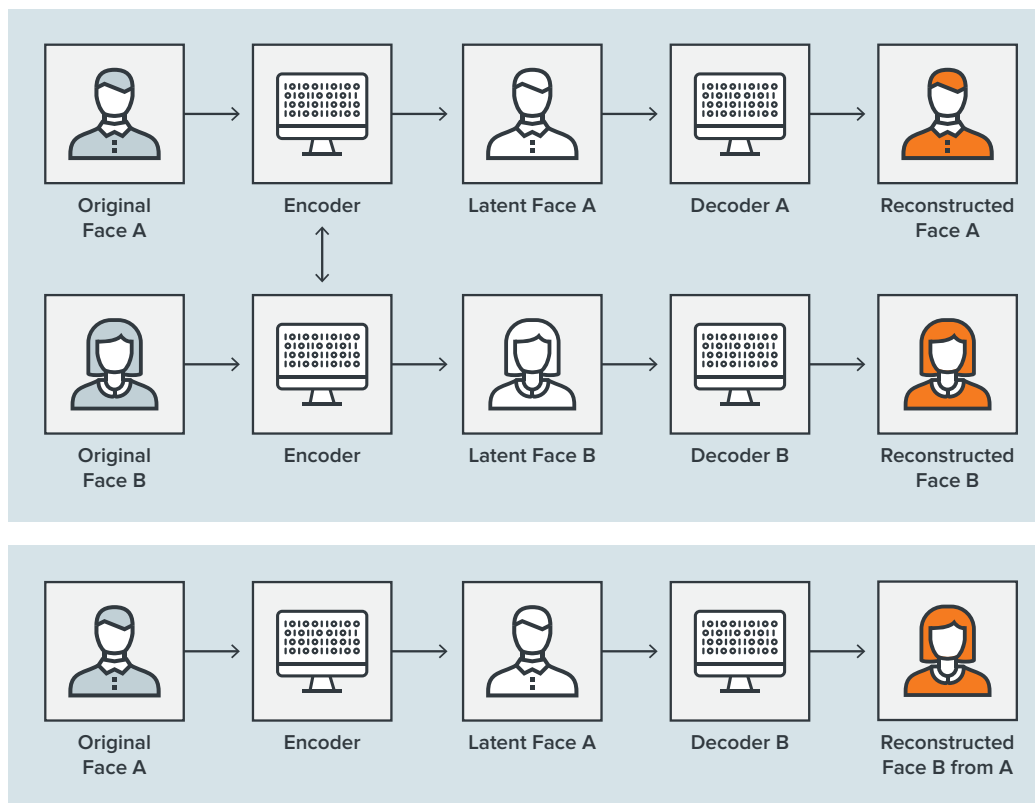 Original
Face A
Encoder
Latent Face A
Decoder A
Reconstructed
Face A
Original
Face B
Encoder
Latent Face B
Decoder B
Reconstructed
Face B
Original
Face A
Encoder
Latent Face A
Decoder B
Reconstructed
Face B from A